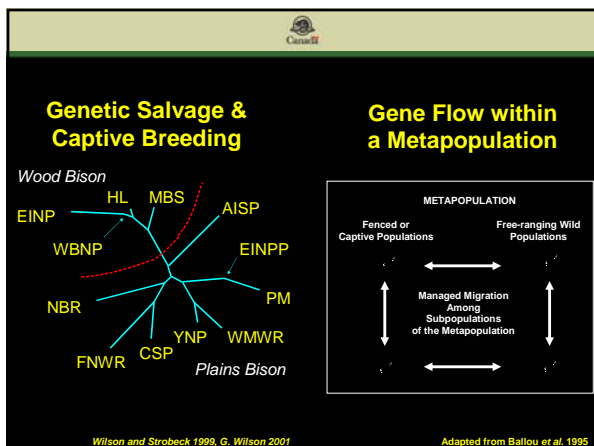 Canada
Genetic Salvage &
Captive Breeding
Wood Bison
HL
MBS
AISP
EINP
WBNP
EINPP
NBR
PM
YNP
WMWR
CSP
FNWR
Plains Bison
Wilson and Strobeck 1999, G. Wilson 2001
Gene Flow within
a Metapopulation
METAPOPULATION
Fenced or
Captive Populations
Free-ranging Wild
Populations
Managed Migration
Among
Subpopulations
of the Metapopulation
Adapted from Ballou et al. 1995